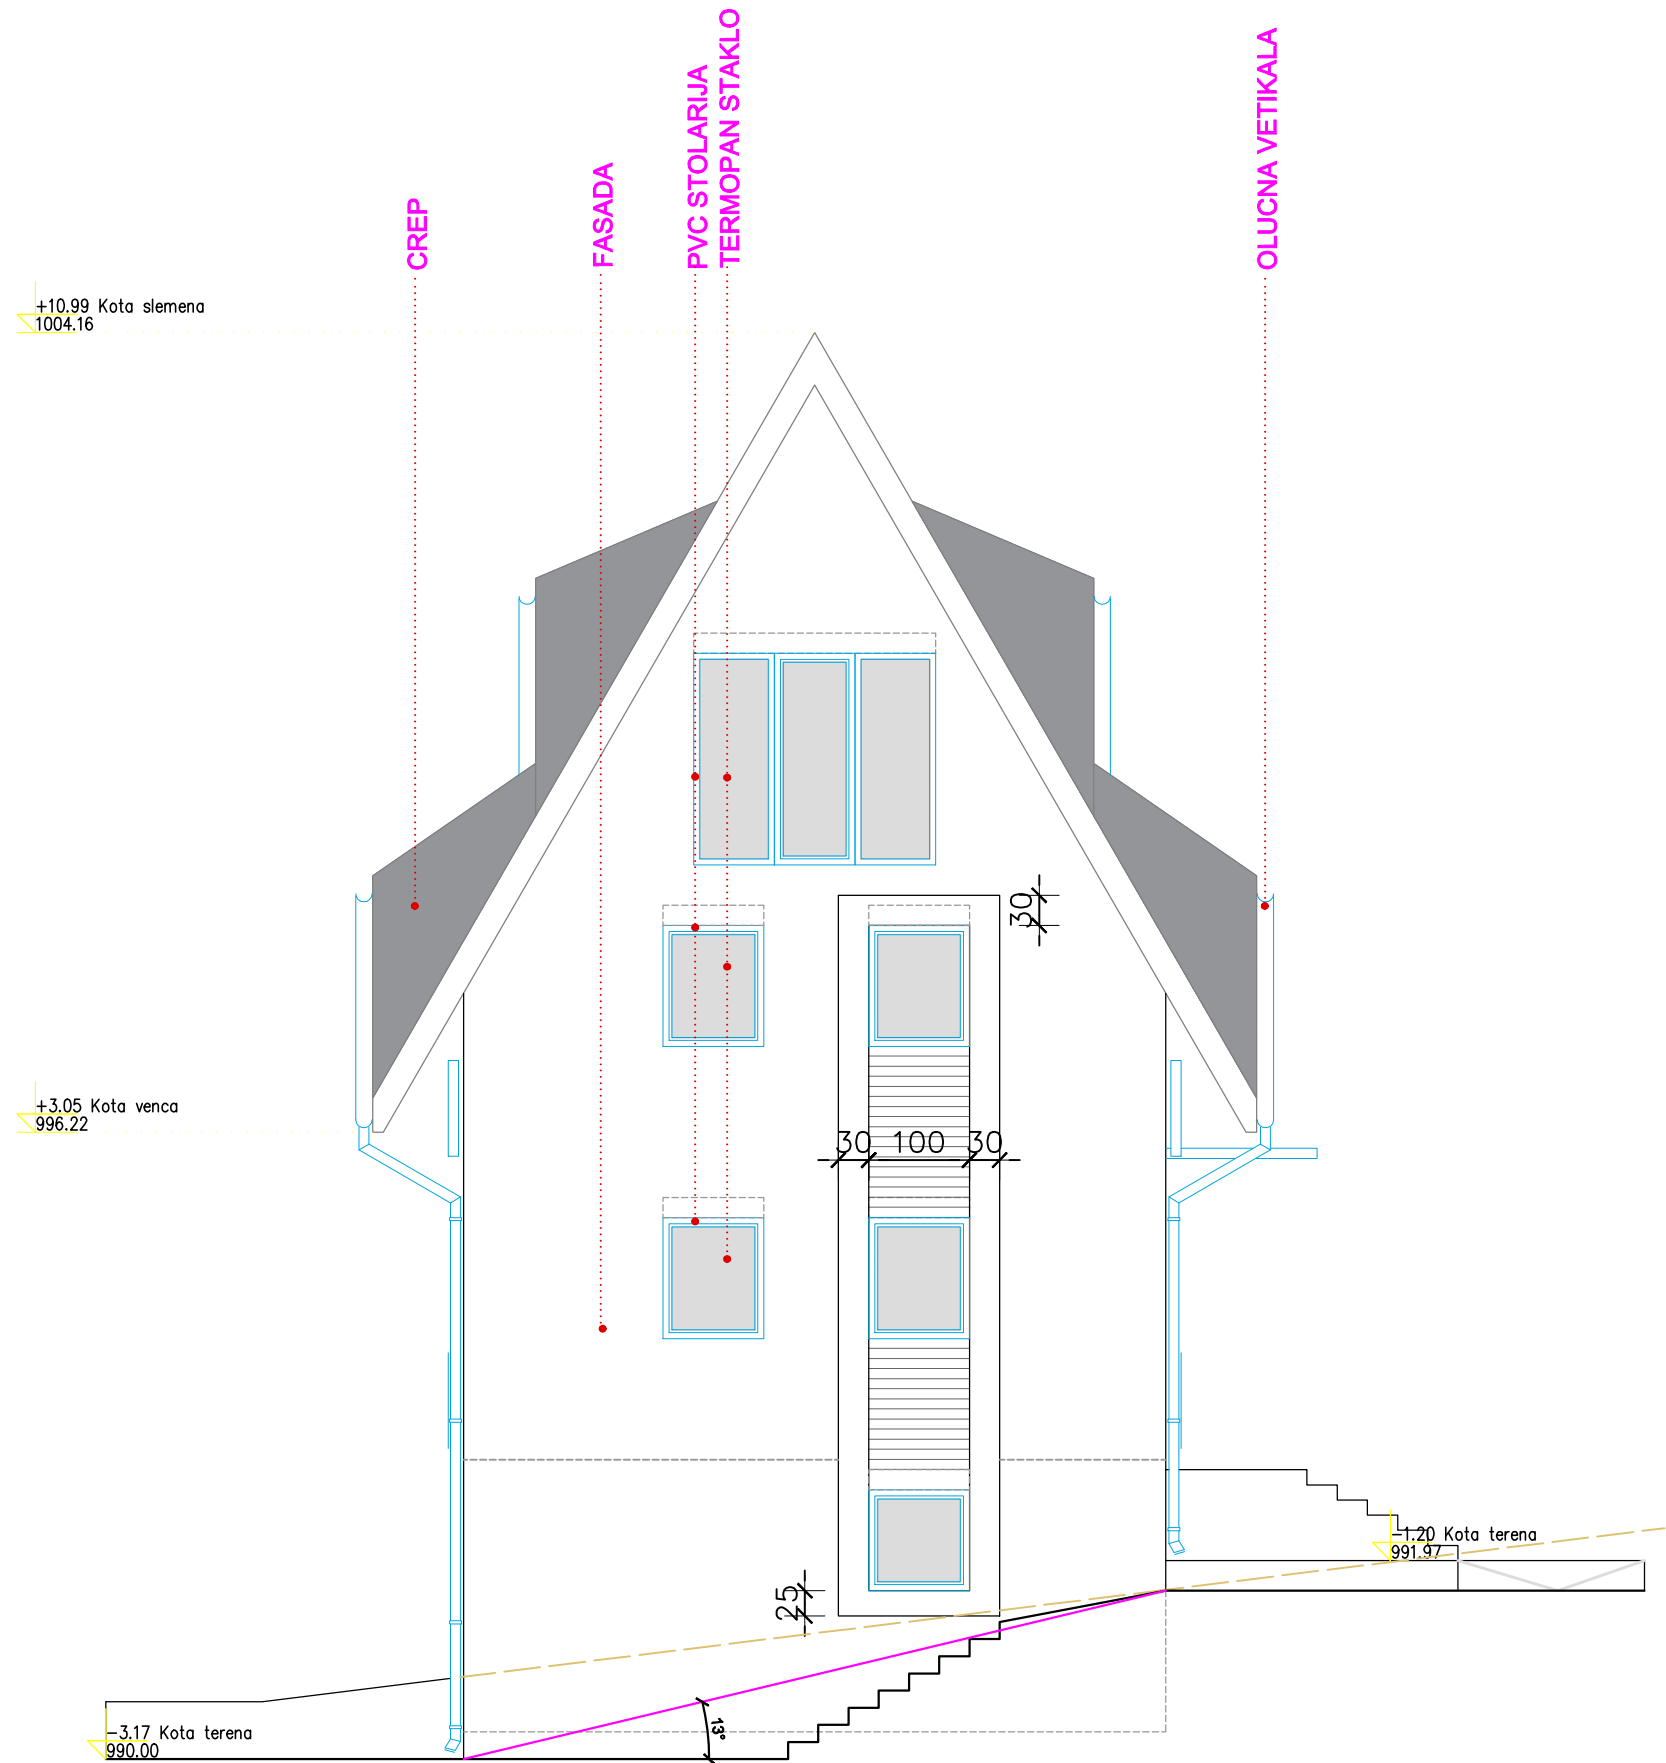 CREP
FASADA
PVC STOLARIJA
TERMOPAN STAKLO
OLUCNA VETIKALA
+10.99 Kota slemena
1004.16
30
+3.05 Kota venca
996.22
30 100 30
-1.20 Kota terena
991.97
25
-3.17 Kota terena
990.00
13°